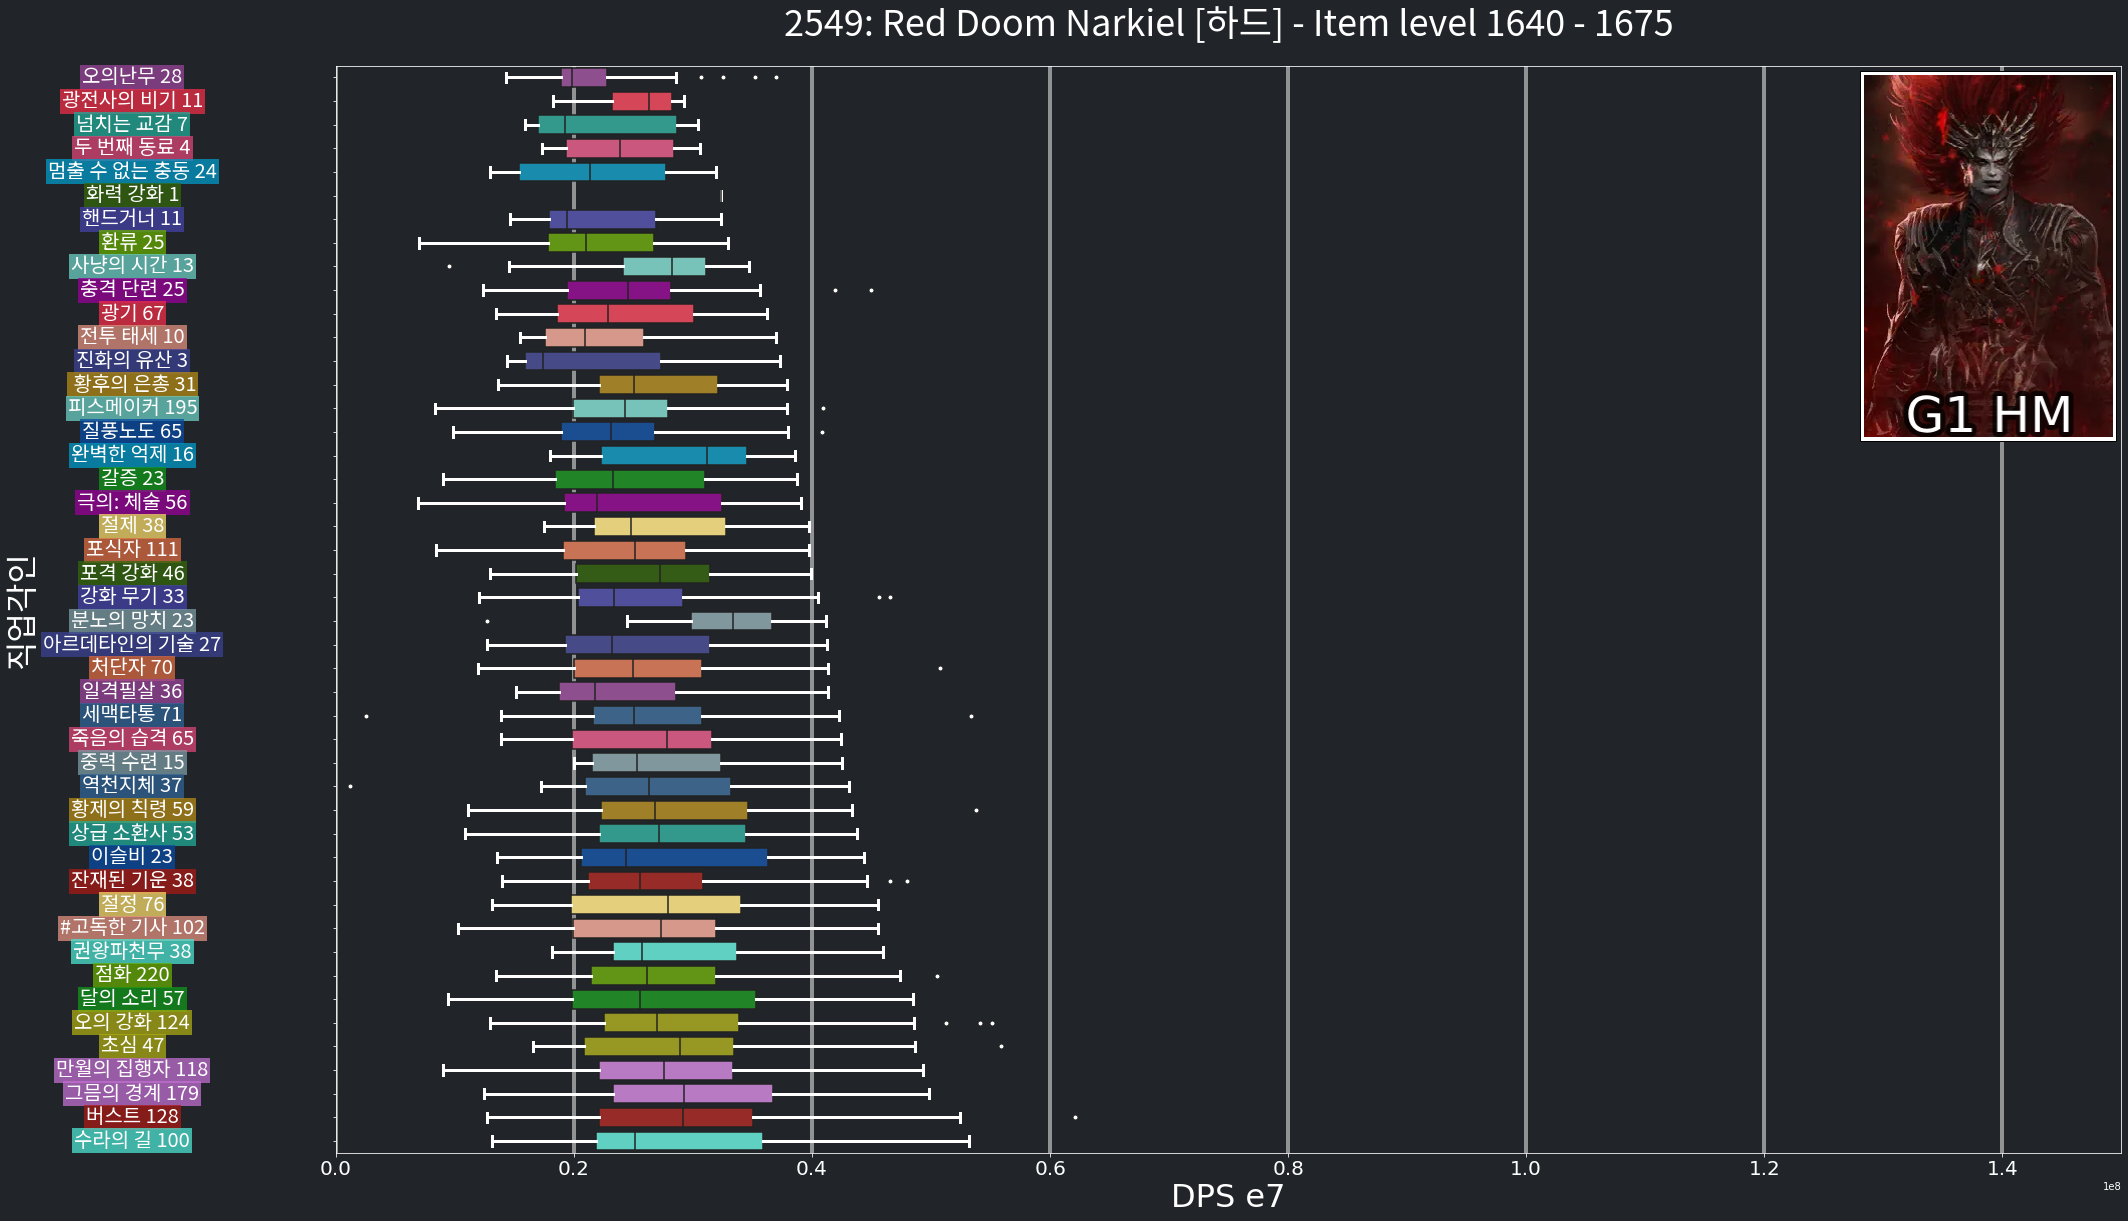 2549: Red Doom Narkiel [하드] - Item level 1640 - 1675
오의난무 28
광전사의 비기 11
넘치는 교감 7
두 번째 동료 4
멈출 수 없는 충동 24
화력 강화 1
핸드거너 11
환류 25
사냥의 시간 13
충격 단련 25
광기 67
전투 태세 10
진화의 유산 3
황후의 은총 31
피스메이커 195
질풍노도 65
완벽한 억제 16
갈증 23
극의: 체술 56
절제 38
포식자 111
포격 강화 46
강화 무기 33
분노의 망치 23
아르데타인의 기술 27
처단자 70
일격필살 36
세맥타통 71
죽음의 습격 65
중력 수련 15
역천지체 37
황제의 칙령 59
상급 소환사 53
이슬비 23
잔재된 기운 38
절정 76
#고독한 기사 102
권왕파천무 38
점화 220
달의 소리 57
오의 강화 124
초심 47
만월의 집행자 118
그믐의 경계 179
버스트 128
수라의 길 100
직업각인
G1 HM
0.0 0.2 0.4 0.6 0.8 1.0 1.2 1.4
1e8
DPS e7